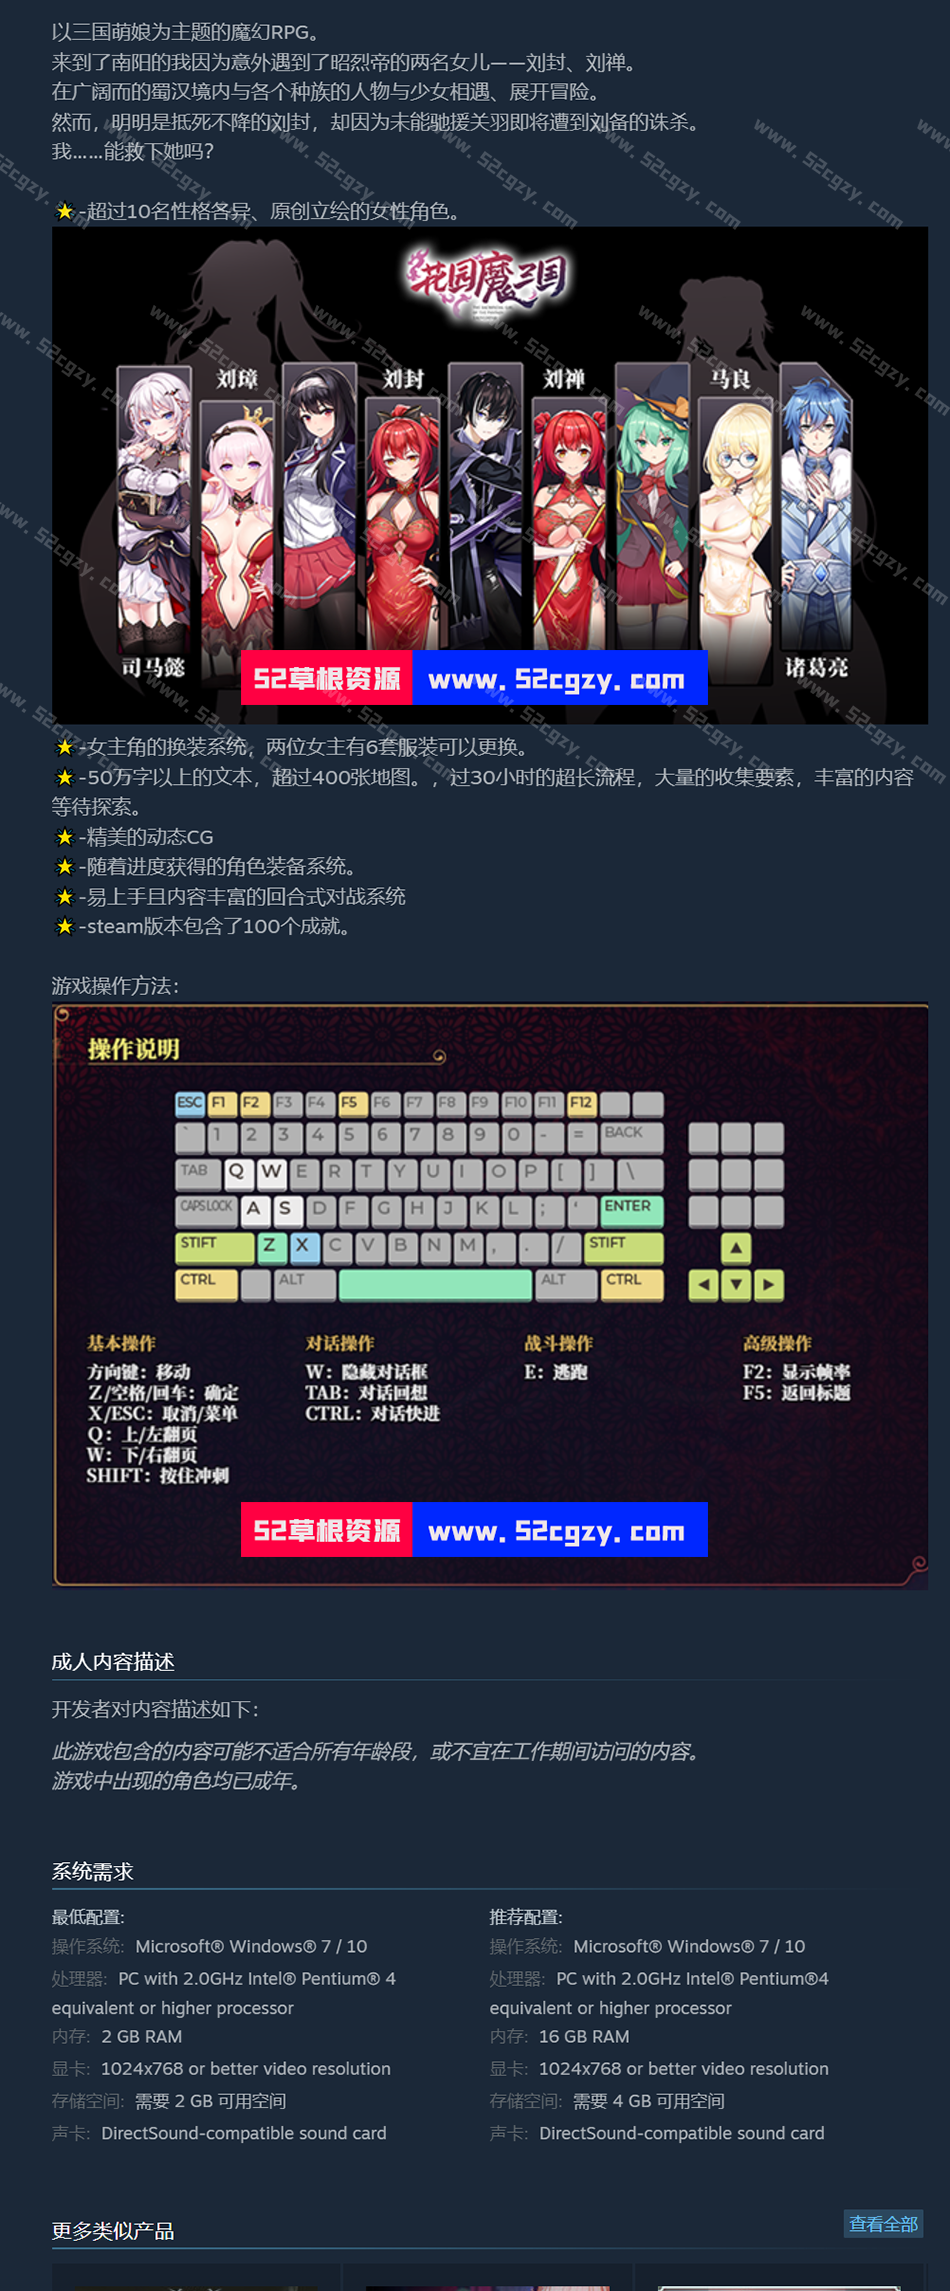 以三国萌娘为主题的魔幻RPG。
来到了南阳的我因为意外遇到了昭烈帝的两名女儿——刘封、刘禅。
在广阔而的蜀汉境内与各个种族的人物与少女相遇、展开冒险。
然而，明明是抵死不降的刘封，却因为未能驰援关羽即将遭到刘备的诛杀。
我……能救下她吗？
-超过10名性格各异、原创立绘的女性角色。
花园魔三国
刘璋 刘封 刘禅 马良
司马懿 诸葛亮
52草根资源 www.52cgzy.com
-女主角的换装系统，两位女主有6套服装可以更换。
-50万字以上的文本，超过400张地图。，过30小时的超长流程，大量的收集要素，丰富的内容
等待探索。
-精美的动态CG
-随着进度获得的角色装备系统。
-易上手且内容丰富的回合式对战系统
-steam版本包含了100个成就。
游戏操作方法：
操作说明
ESC F1 F2 F3 F4 F5 F6 F7 F8 F9 F10 F11 F12
` 1 2 3 4 5 6 7 8 9 0 - = BACK
TAB Q W E R T Y U I O P [ ] \
CAPS LOCK A S D F G H J K L ; ' ENTER
STIFT Z X C V B N M , . / STIFT ▲
CTRL ALT ALT CTRL ◀ ▼ ▶
基本操作
方向键：移动
Z/空格/回车：确定
X/ESC：取消/菜单
Q：上/左翻页
W：下/右翻页
SHIFT：按住冲刺
对话操作
W：隐藏对话框
TAB：对话回想
CTRL：对话快进
战斗操作
E：逃跑
高级操作
F2：显示帧率
F5：返回标题
52草根资源 www.52cgzy.com
成人内容描述
开发者对内容描述如下：
此游戏包含的内容可能不适合所有年龄段，或不宜在工作期间访问的内容。
游戏中出现的角色均已成年。
系统需求
最低配置:
操作系统: Microsoft® Windows® 7 / 10
处理器: PC with 2.0GHz Intel® Pentium® 4
equivalent or higher processor
内存: 2 GB RAM
显卡: 1024x768 or better video resolution
存储空间: 需要 2 GB 可用空间
声卡: DirectSound-compatible sound card
推荐配置:
操作系统: Microsoft® Windows® 7 / 10
处理器: PC with 2.0GHz Intel® Pentium®4
equivalent or higher processor
内存: 16 GB RAM
显卡: 1024x768 or better video resolution
存储空间: 需要 4 GB 可用空间
声卡: DirectSound-compatible sound card
更多类似产品
查看全部